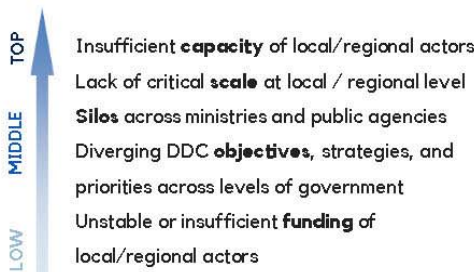 TOP
MIDDLE
LOW
Insufficient capacity of local/regional actors
Lack of critical scale at local / regional level
Silos across ministries and public agencies
Diverging DDC objectives, strategies, and
priorities across levels of government
Unstable or insufficient funding of
local/regional actors